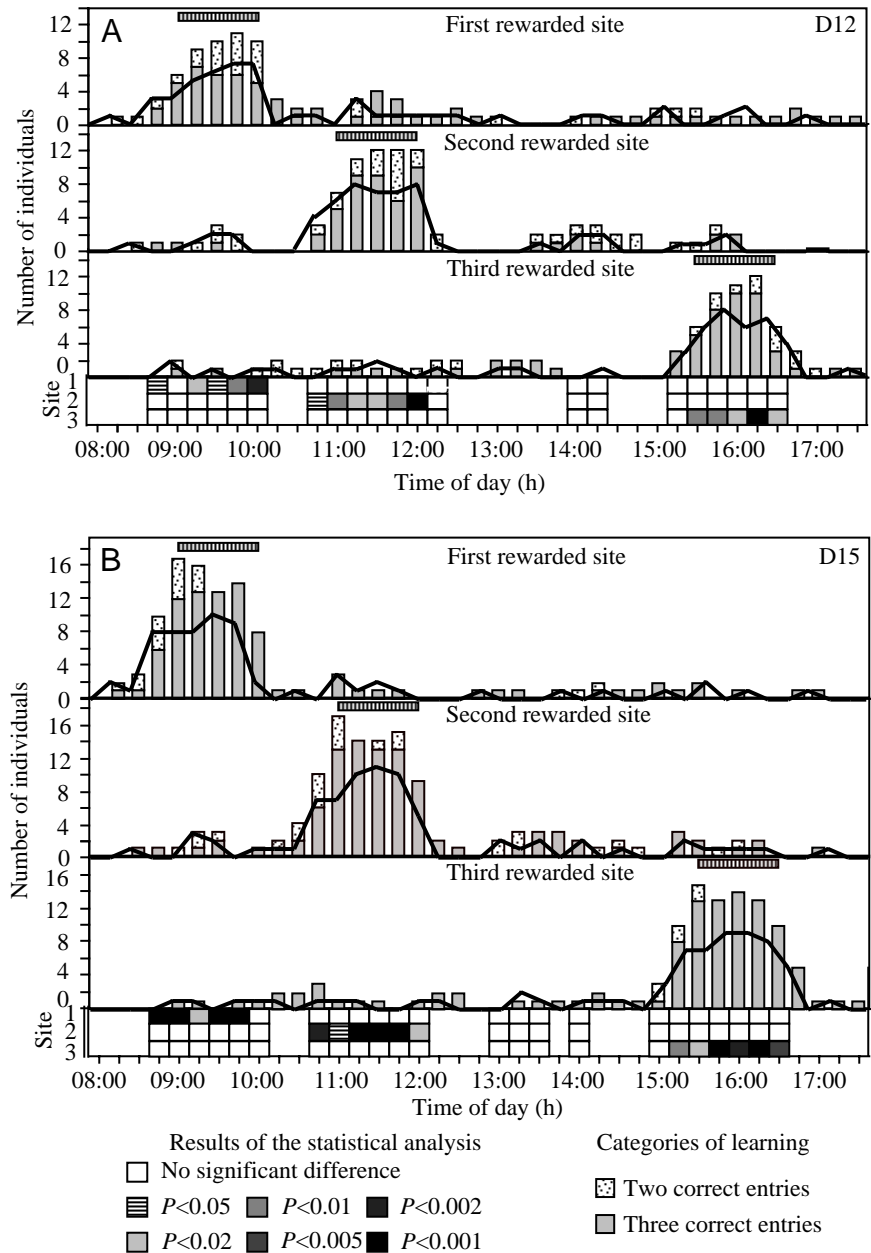 A
First rewarded site
D12
12
8
4
0
Second rewarded site
12
8
4
0
Third rewarded site
12
8
4
0
Number of individuals
Site
1
2
3
08:00 09:00 10:00 11:00 12:00 13:00 14:00 15:00 16:00 17:00
Time of day (h)
B
First rewarded site
D15
16
12
8
4
0
Second rewarded site
16
12
8
4
0
Third rewarded site
16
12
8
4
0
Number of individuals
Site
1
2
3
08:00 09:00 10:00 11:00 12:00 13:00 14:00 15:00 16:00 17:00
Time of day (h)
Results of the statistical analysis
No significant difference
P<0.05 P<0.01 P<0.002
P<0.02 P<0.005 P<0.001
Categories of learning
Two correct entries
Three correct entries